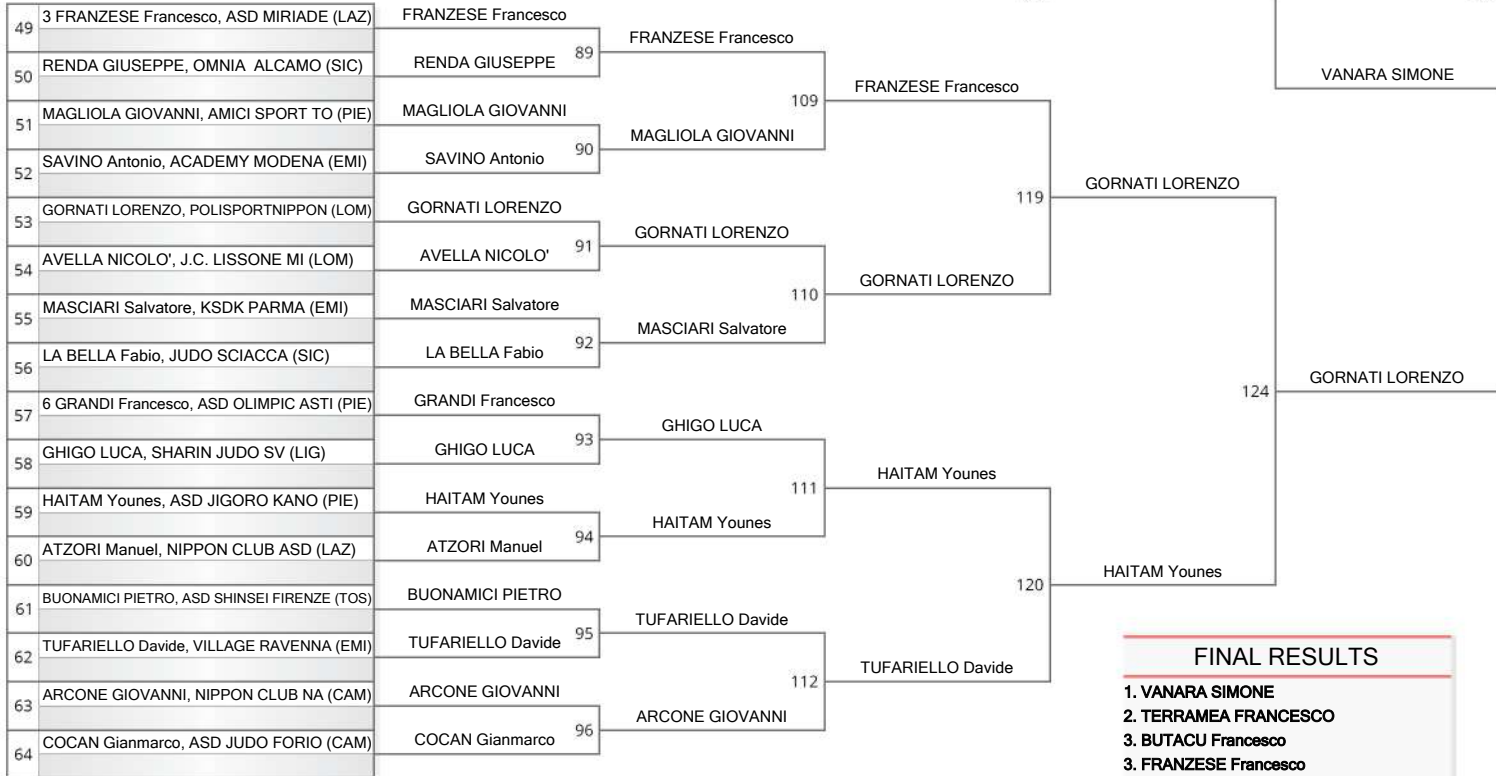 49 3 FRANZESE Francesco, ASD MIRIADE (LAZ)
50 RENDA GIUSEPPE, OMNIA ALCAMO (SIC)
51 MAGLIOLA GIOVANNI, AMICI SPORT TO (PIE)
52 SAVINO Antonio, ACADEMY MODENA (EMI)
53 GORNATI LORENZO, POLISPORTNIPPON (LOM)
54 AVELLA NICOLO', J.C. LISSONE MI (LOM)
55 MASCIARI Salvatore, KSDK PARMA (EMI)
56 LA BELLA Fabio, JUDO SCIACCA (SIC)
57 6 GRANDI Francesco, ASD OLIMPIC ASTI (PIE)
58 GHIGO LUCA, SHARIN JUDO SV (LIG)
59 HAITAM Younes, ASD JIGORO KANO (PIE)
60 ATZORI Manuel, NIPPON CLUB ASD (LAZ)
61 BUONAMICI PIETRO, ASD SHINSEI FIRENZE (TOS)
62 TUFARIELLO Davide, VILLAGE RAVENNA (EMI)
63 ARCONE GIOVANNI, NIPPON CLUB NA (CAM)
64 COCAN Gianmarco, ASD JUDO FORIO (CAM)
FRANZESE Francesco
89
RENDA GIUSEPPE
MAGLIOLA GIOVANNI
90
SAVINO Antonio
GORNATI LORENZO
91
AVELLA NICOLO'
MASCIARI Salvatore
92
LA BELLA Fabio
GRANDI Francesco
93
GHIGO LUCA
HAITAM Younes
94
ATZORI Manuel
BUONAMICI PIETRO
95
TUFARIELLO Davide
ARCONE GIOVANNI
96
COCAN Gianmarco
FRANZESE Francesco
109
MAGLIOLA GIOVANNI
GORNATI LORENZO
110
MASCIARI Salvatore
GHIGO LUCA
111
HAITAM Younes
TUFARIELLO Davide
112
ARCONE GIOVANNI
FRANZESE Francesco
119
GORNATI LORENZO
HAITAM Younes
120
TUFARIELLO Davide
GORNATI LORENZO
124
HAITAM Younes
VANARA SIMONE
GORNATI LORENZO
FINAL RESULTS
1. VANARA SIMONE
2. TERRAMEA FRANCESCO
3. BUTACU Francesco
3. FRANZESE Francesco